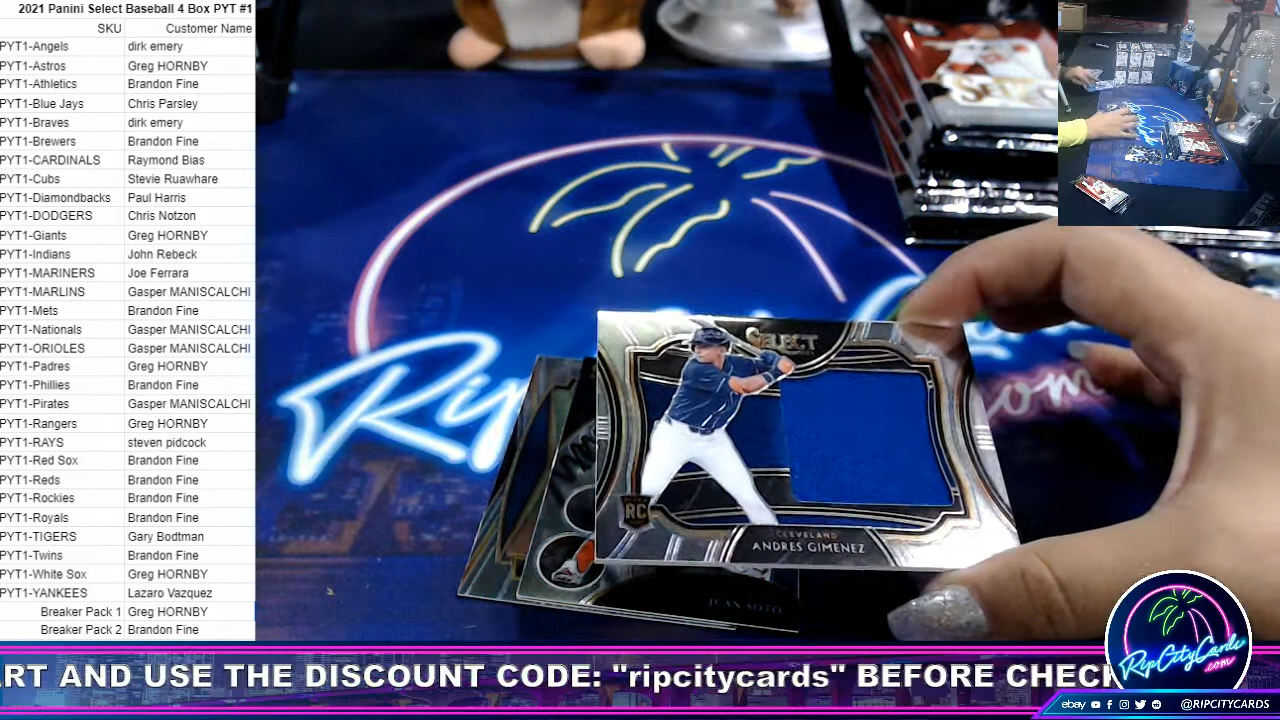 2021 Panini Select Baseball 4 Box PYT #1
SKU Customer Name
PYT1-Angels dirk emery
PYT1-Astros Greg HORNBY
PYT1-Athletics Brandon Fine
PYT1-Blue Jays Chris Parsley
PYT1-Braves dirk emery
PYT1-Brewers Brandon Fine
PYT1-CARDINALS Raymond Bias
PYT1-Cubs Stevie Ruawhare
PYT1-Diamondbacks Paul Harris
PYT1-DODGERS Chris Notzon
PYT1-Giants Greg HORNBY
PYT1-Indians John Rebeck
PYT1-MARINERS Joe Ferrara
PYT1-MARLINS Gasper MANISCALCHI
PYT1-Mets Brandon Fine
PYT1-Nationals Gasper MANISCALCHI
PYT1-ORIOLES Gasper MANISCALCHI
PYT1-Padres Greg HORNBY
PYT1-Phillies Brandon Fine
PYT1-Pirates Gasper MANISCALCHI
PYT1-Rangers Greg HORNBY
PYT1-RAYS steven pidcock
PYT1-Red Sox Brandon Fine
PYT1-Reds Brandon Fine
PYT1-Rockies Brandon Fine
PYT1-Royals Brandon Fine
PYT1-TIGERS Gary Bodtman
PYT1-Twins Brandon Fine
PYT1-White Sox Greg HORNBY
PYT1-YANKEES Lazaro Vazquez
Breaker Pack 1 Greg HORNBY
Breaker Pack 2 Brandon Fine
Rip
om
SELECT
RC
CLEVELAND
ANDRES GIMENEZ
JUAN SOTO
ART AND USE THE DISCOUNT CODE: "ripcitycards" BEFORE CHECK
RipCityCards
.com
ebay @RIPCITYCARDS